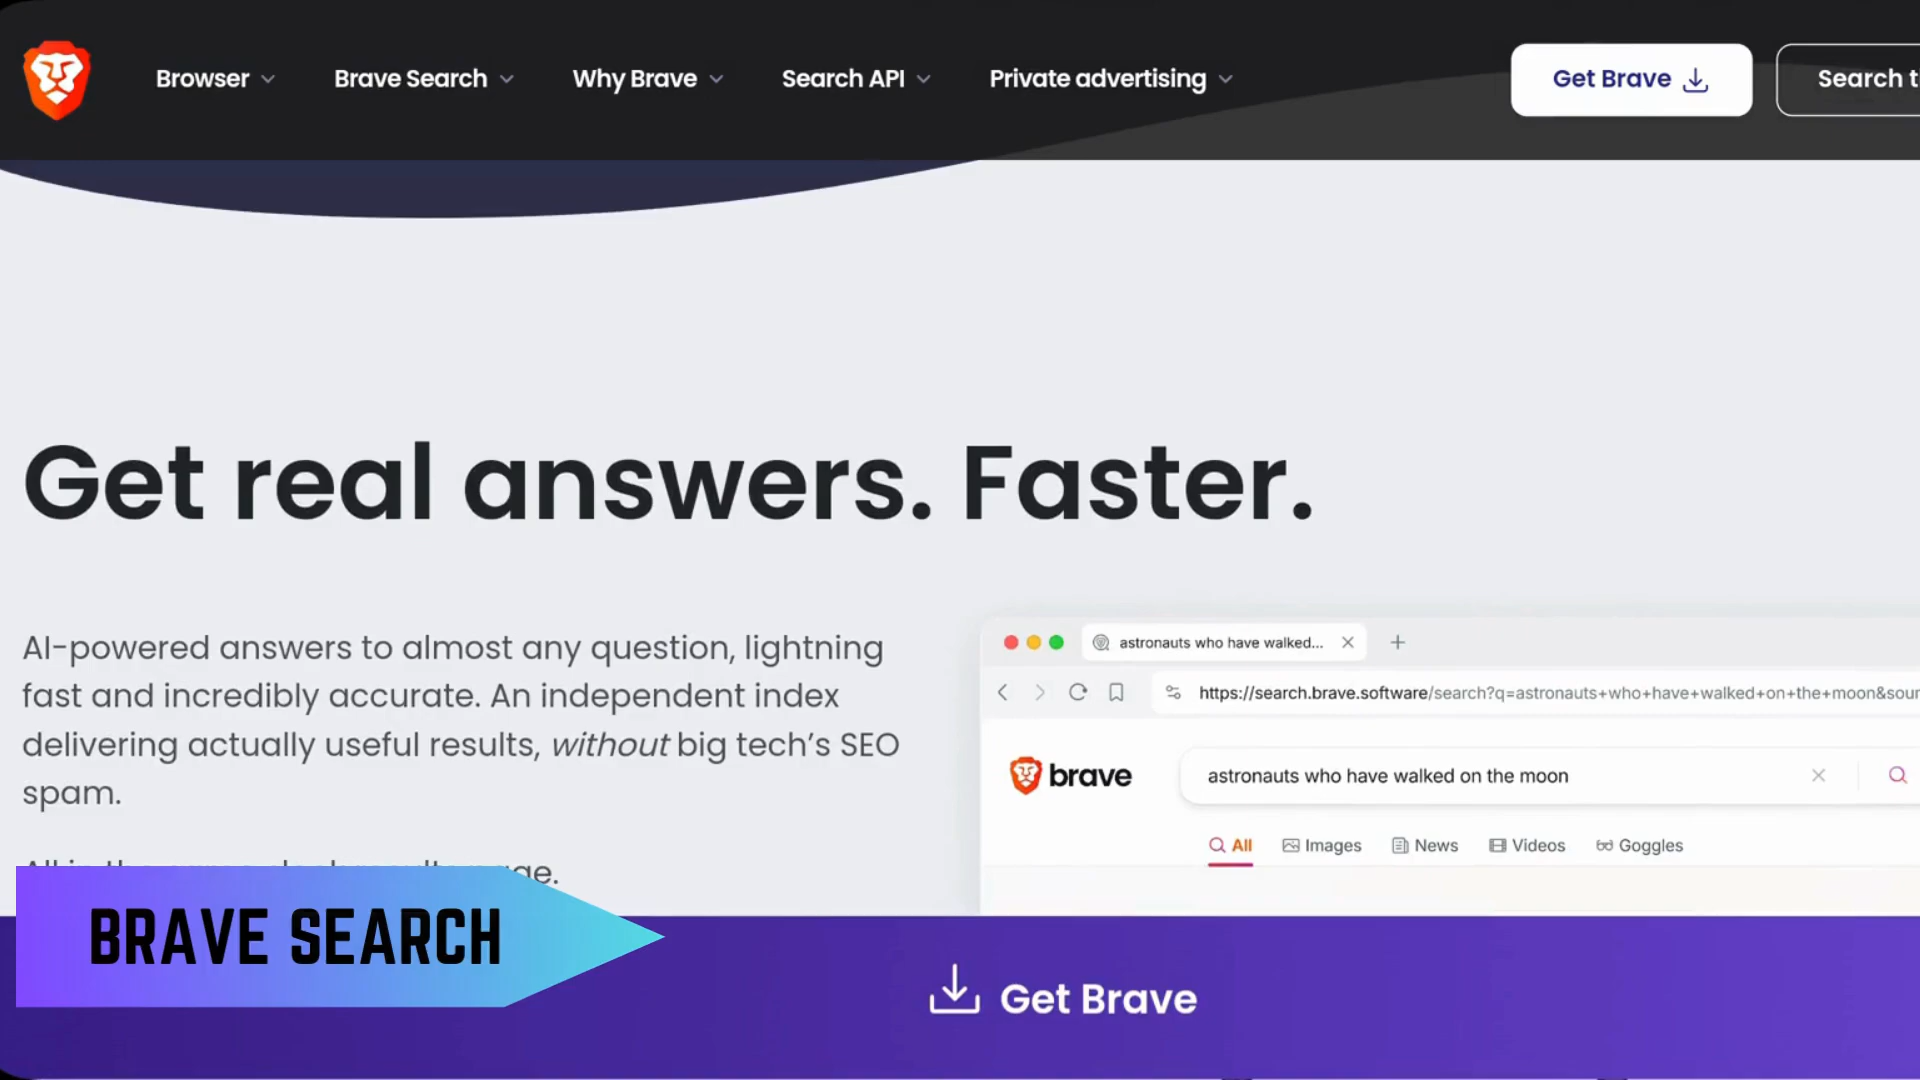 Browser
Brave Search
Why Brave
Search API
Private advertising
Get Brave
Search
Get real answers. Faster.
AI-powered answers to almost any question, lightning
fast and incredibly accurate. An independent index
delivering actually useful results, without big tech's SEO
spam.
astronauts who have walked...
https://search.brave.software/search?q=astronauts+who+have+walked+on+the+moon&sour
brave
astronauts who have walked on the moon
All
Images
News
Videos
Goggles
BRAVE SEARCH
Get Brave